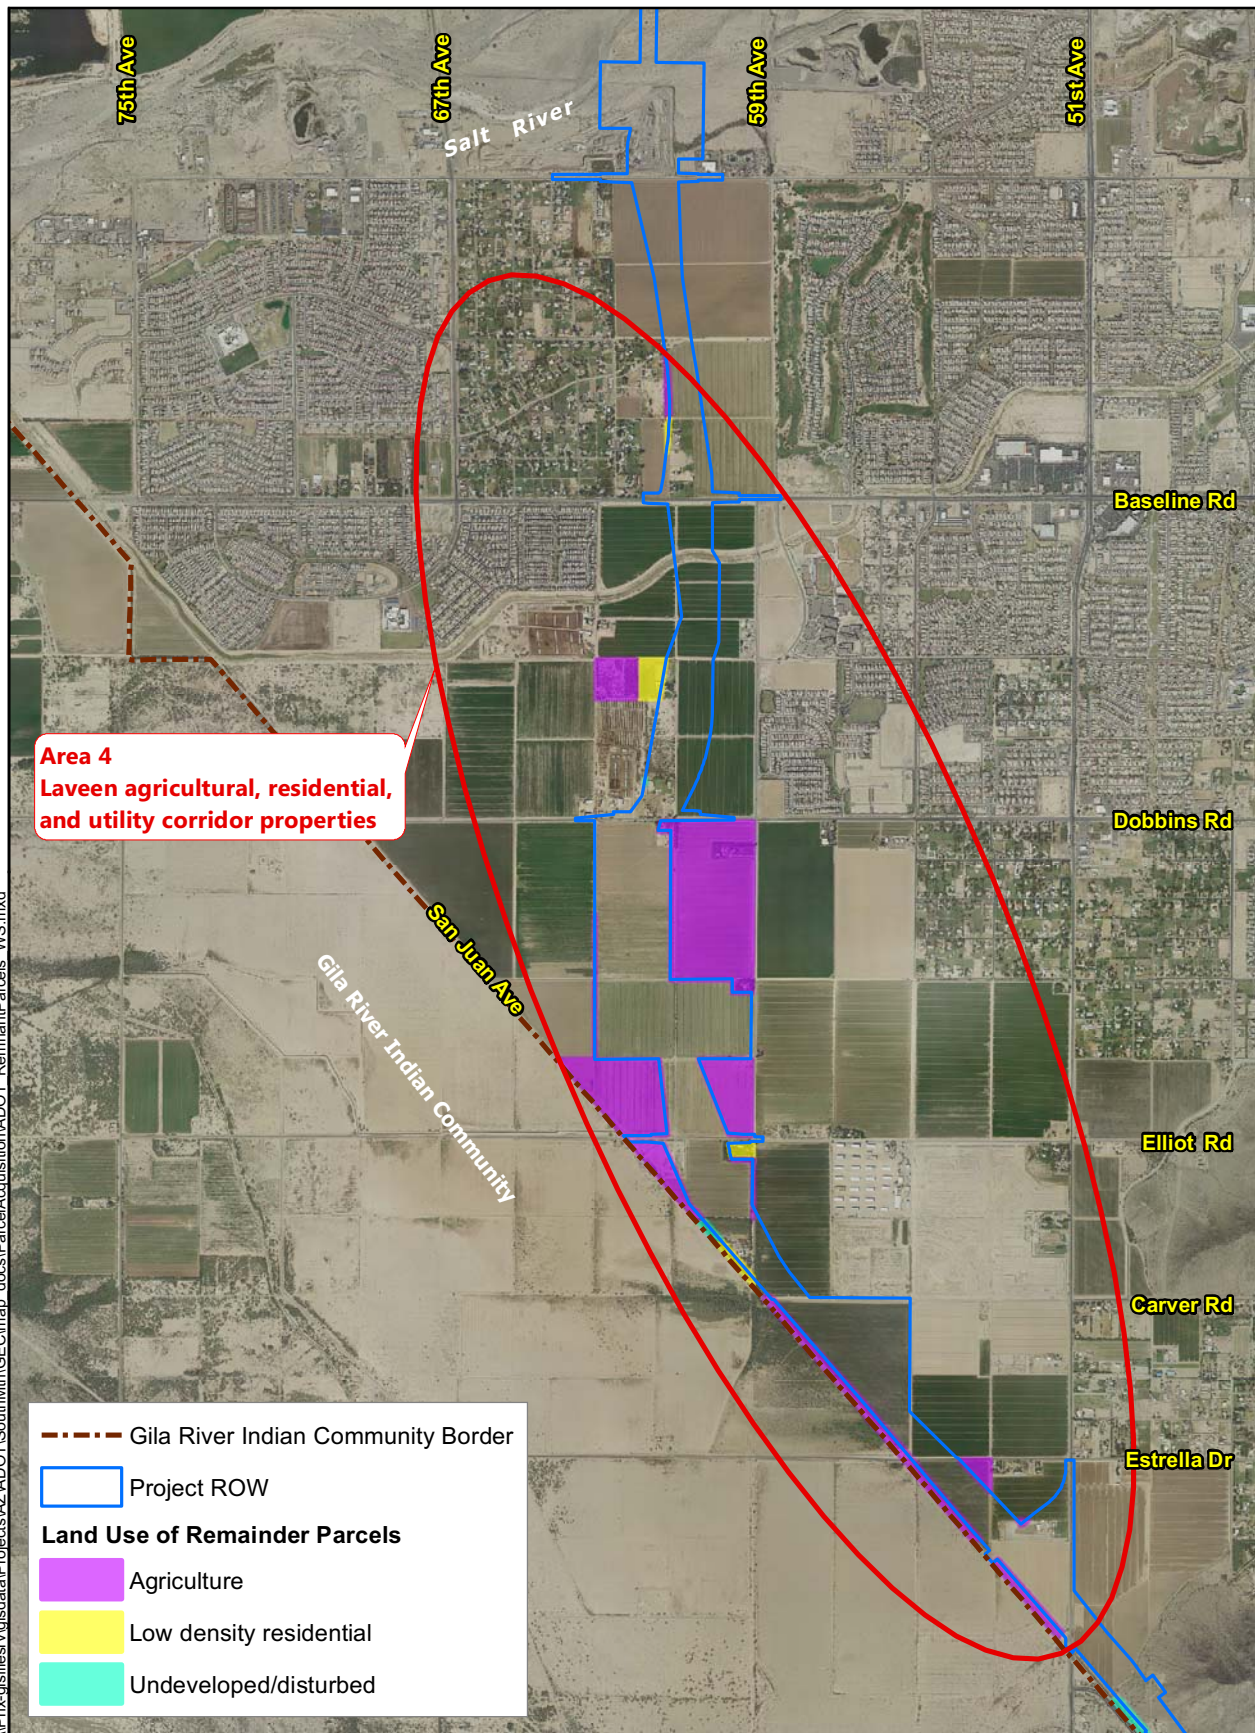 75th Ave
67th Ave
59th Ave
51st Ave
Salt River
Baseline Rd
Area 4
Laveen agricultural, residential,
and utility corridor properties
Dobbins Rd
San Juan Ave
Gila River Indian Community
Elliot Rd
Carver Rd
Estrella Dr
Gila River Indian Community Border
Project ROW
Land Use of Remainder Parcels
Agriculture
Low density residential
Undeveloped/disturbed